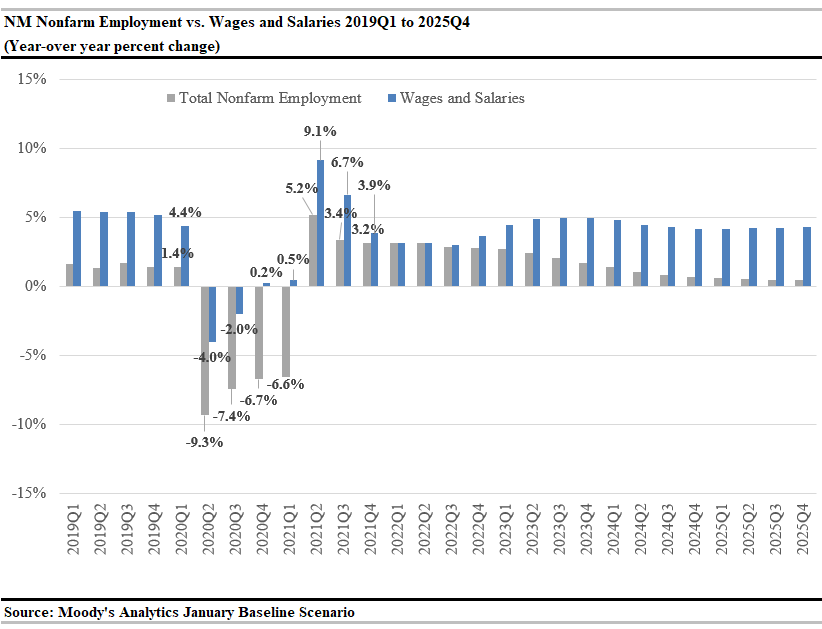 NM Nonfarm Employment vs. Wages and Salaries 2019Q1 to 2025Q4
(Year-over year percent change)
15%
Total Nonfarm Employment
Wages and Salaries
10%
5%
0%
-5%
-10%
-15%
4.4%
1.4%
-9.3%
-4.0%
-7.4%
-2.0%
-6.7%
0.2%
-6.6%
0.5%
5.2%
9.1%
3.4%
6.7%
3.2%
3.9%
2019Q1
2019Q2
2019Q3
2019Q4
2020Q1
2020Q2
2020Q3
2020Q4
2021Q1
2021Q2
2021Q3
2021Q4
2022Q1
2022Q2
2022Q3
2022Q4
2023Q1
2023Q2
2023Q3
2023Q4
2024Q1
2024Q2
2024Q3
2024Q4
2025Q1
2025Q2
2025Q3
2025Q4
Source: Moody's Analytics January Baseline Scenario